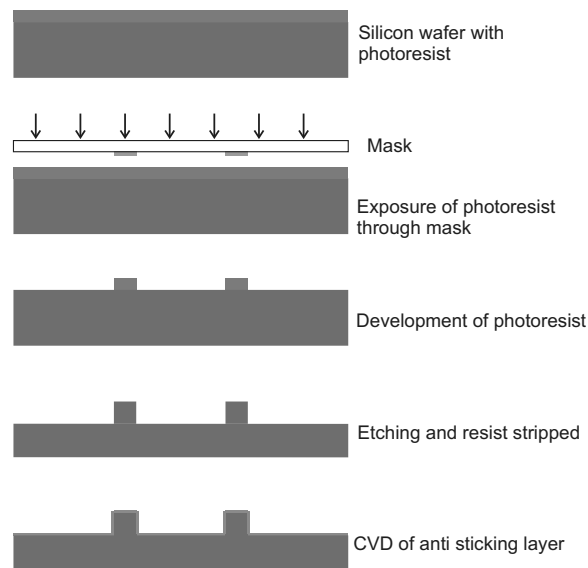 Silicon wafer with
photoresist
Mask
Exposure of photoresist
through mask
Development of photoresist
Etching and resist stripped
CVD of anti sticking layer